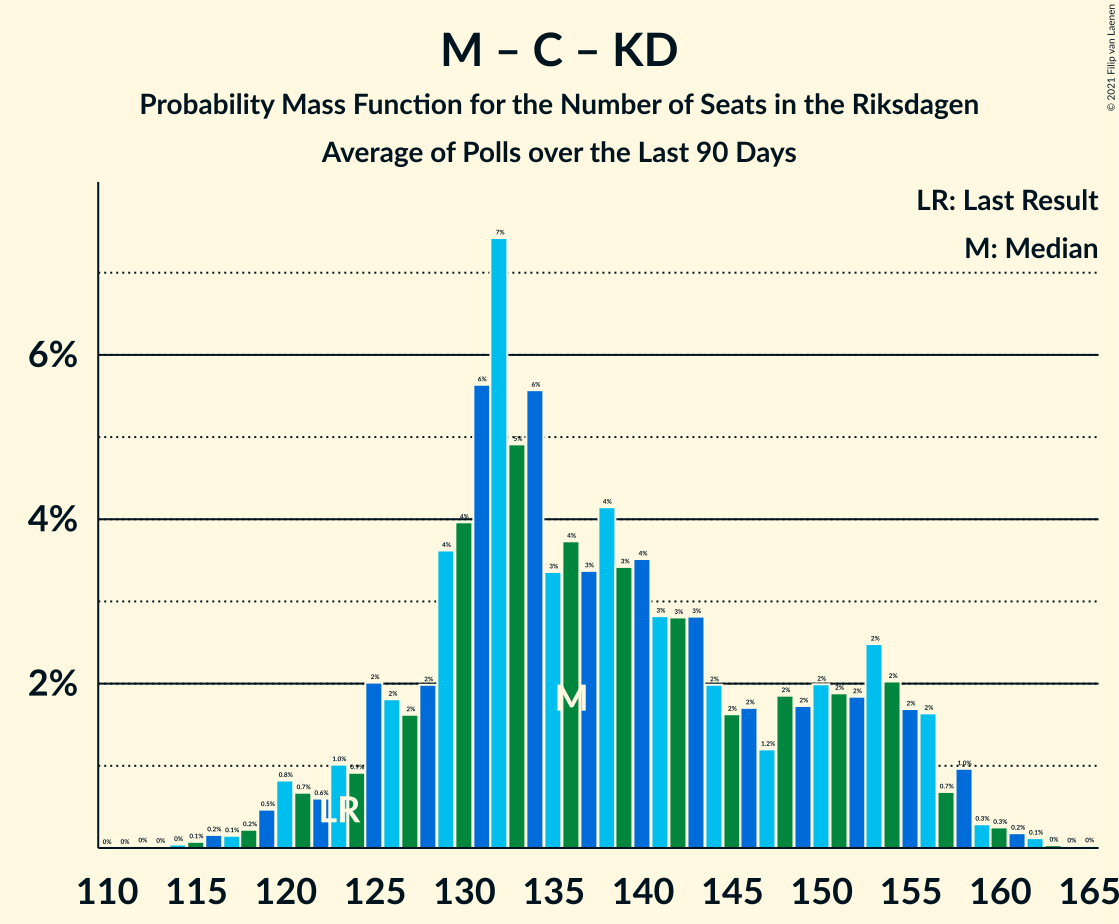 M – C – KD
Probability Mass Function for the Number of Seats in the Riksdagen
Average of Polls over the Last 90 Days
© 2021 Filip van Laenen
LR: Last Result
M: Median
6%
4%
2%
0% 0% 0% 0% 0% 0.1% 0.2% 0.1% 0.2% 0.5% 0.8% 0.7% 0.6% 1.0% 0.9% 2% 2% 2% 2% 4% 4% 6% 7% 5% 6% 3% 4% 3% 4% 3% 4% 3% 3% 3% 2% 2% 2% 1.2% 2% 2% 2% 2% 2% 2% 2% 2% 2% 0.7% 1.0% 0.3% 0.3% 0.2% 0.1% 0% 0% 0%
LR
M
110 115 120 125 130 135 140 145 150 155 160 165